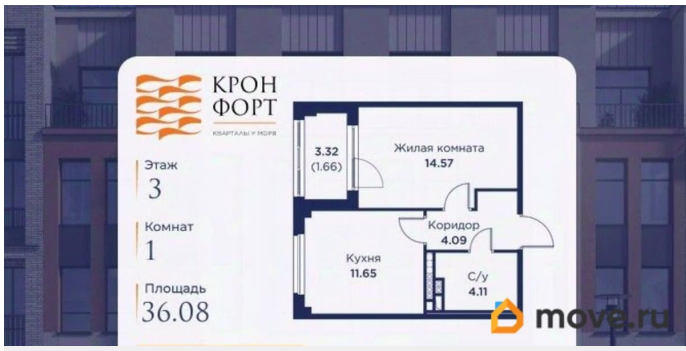 КРОН
ФОРТ
КВАРТАЛЫ У МОРЯ
Этаж
3
Комнат
1
Площадь
36.08
3.32
(1.66)
Жилая комната
14.57
Коридор
4.09
Кухня
11.65
С/у
4.11
move.ru